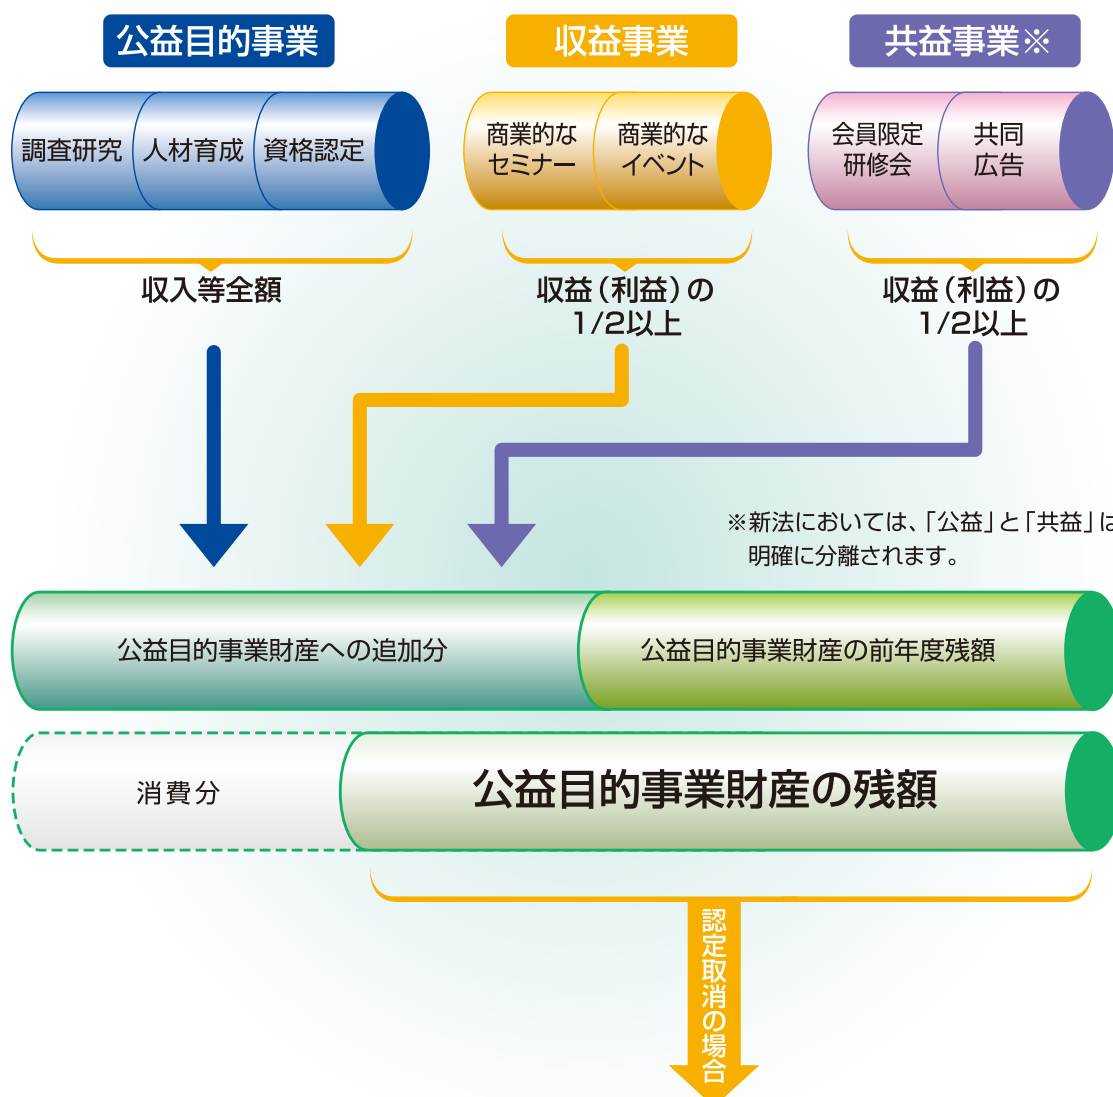 公益目的事業
収益事業
共益事業※
調査研究
人材育成
資格認定
商業的な
セミナー
商業的な
イベント
会員限定
研修会
共同
広告
収入等全額
収益(利益)の
1/2以上
収益(利益)の
1/2以上
※新法においては、「公益」と「共益」は
明確に分離されます。
公益目的事業財産への追加分
公益目的事業財産の前年度残額
消費分
公益目的事業財産の残額
認定取消の場合